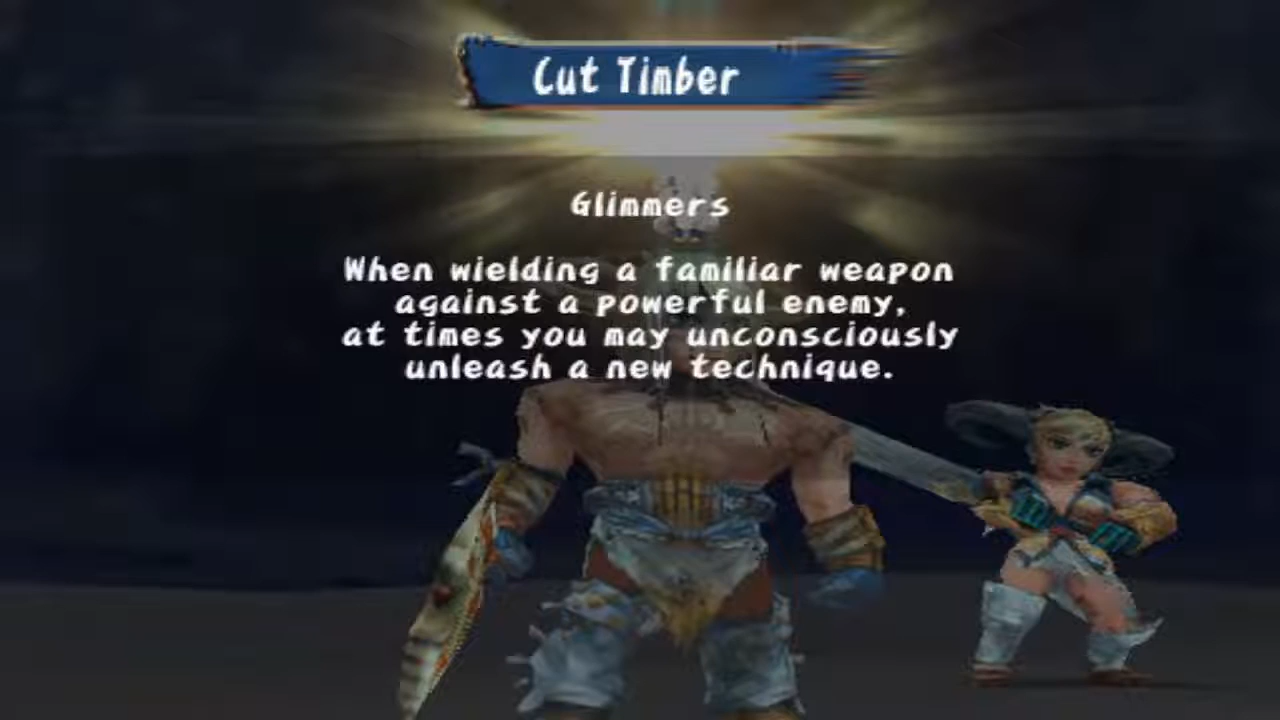 Cut Timber
Glimmers
When wielding a familiar weapon
against a powerful enemy,
at times you may unconsciously
unleash a new technique.